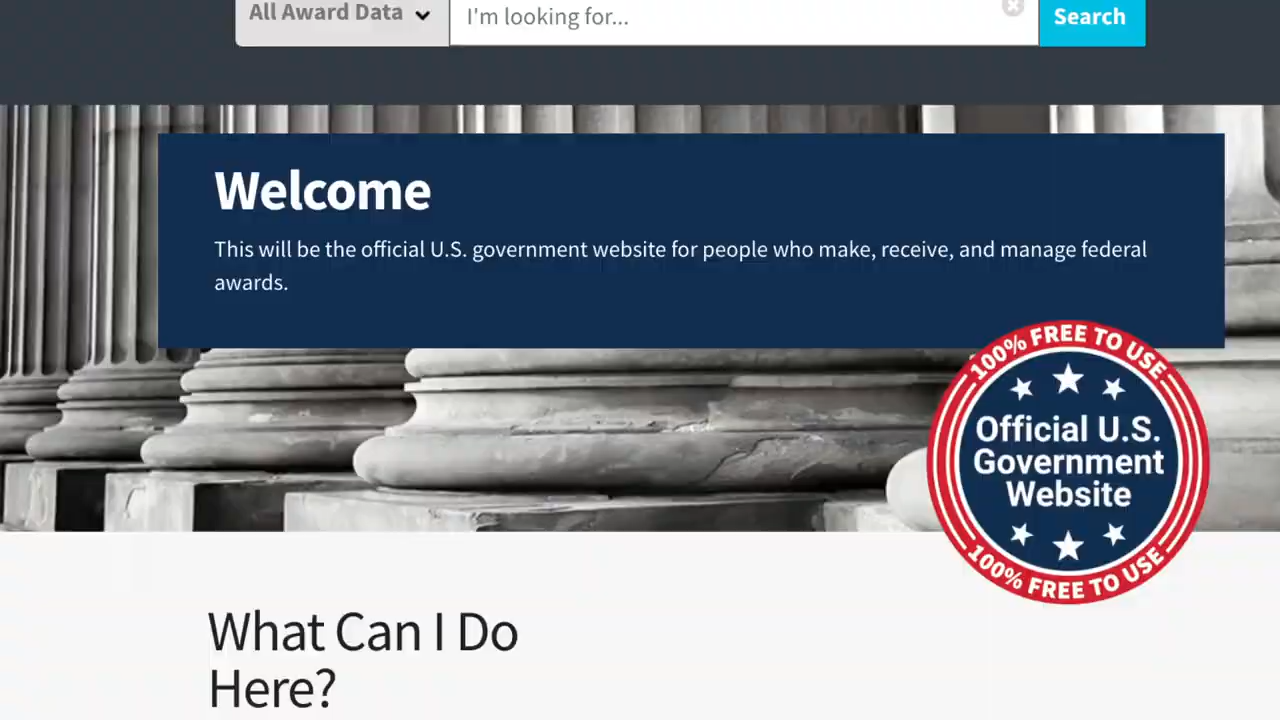 All Award Data
I'm looking for...
Search
Welcome
This will be the official U.S. government website for people who make, receive, and manage federal
awards.
100% FREE TO USE
Official U.S.
Government
Website
100% FREE TO USE
What Can I Do
Here?